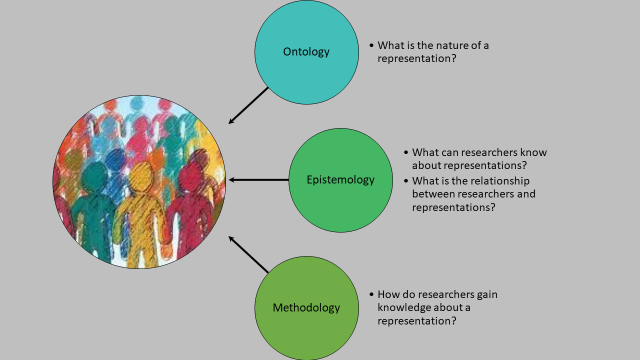 Ontology
• What is the nature of a
representation?
Epistemology
• What can researchers know
about representations?
• What is the relationship
between researchers and
representations?
Methodology
• How do researchers gain
knowledge about a
representation?